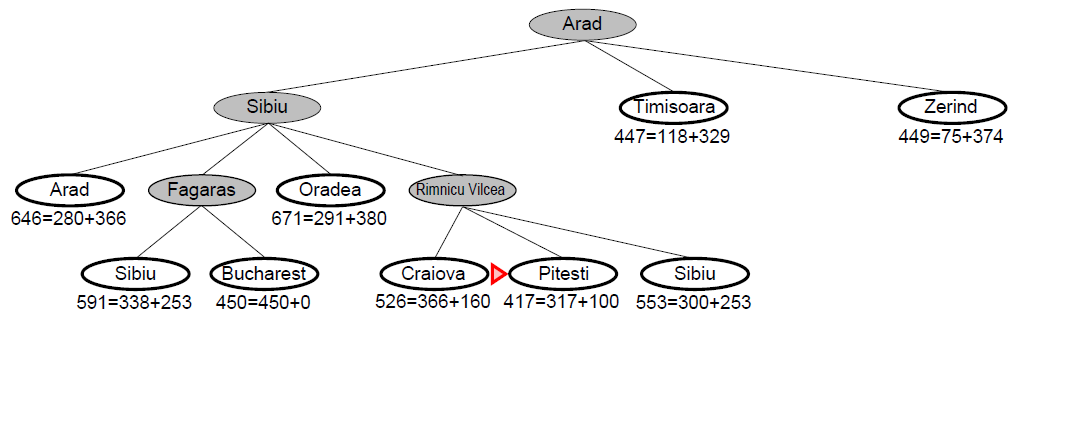 Arad
Sibiu
Timisoara
Zerind
447=118+329
449=75+374
Arad
Fagaras
Oradea
Rimnicu Vilcea
646=280+366
671=291+380
Sibiu
Bucharest
Craiova
Pitesti
Sibiu
591=338+253
450=450+0
526=366+160
417=317+100
553=300+253